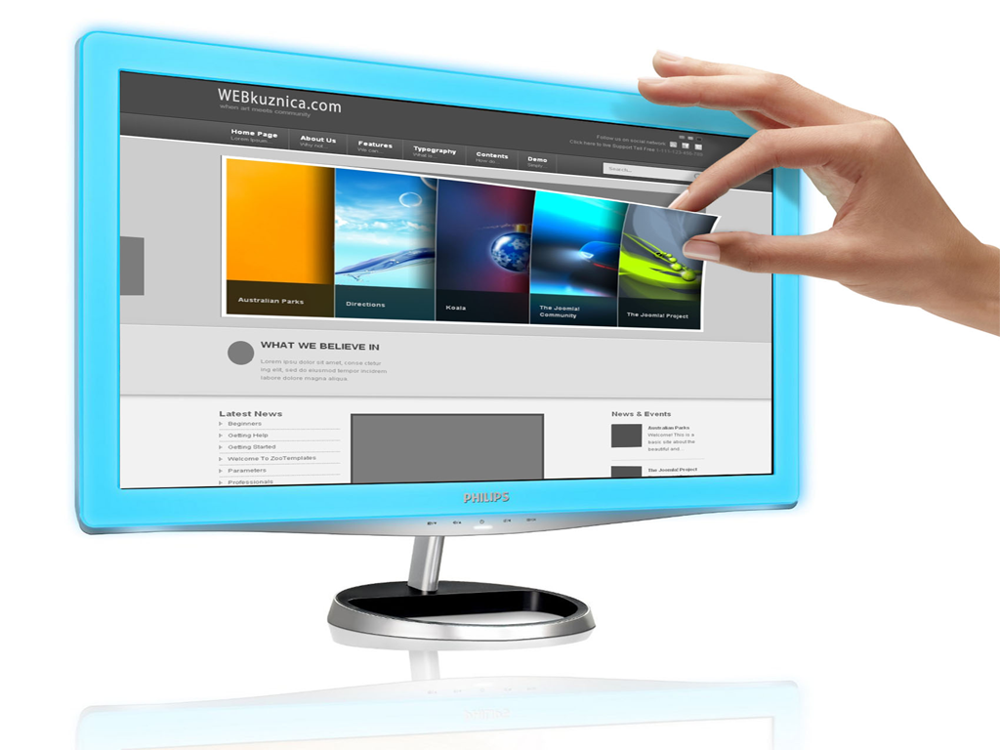 WEBkuznica.com
when art meets community
Follow us on social network
Click here to live Support Tell Free
Home Page
Lorem Ipsum...
About Us
Why not...
Features
We can...
Typography
What is...
Contents
How do...
Demo
Search...
Australian Parks
Directions
Koala
The Joomla!
Community
The Joomla! Project
WHAT WE BELIEVE IN
Lorem ipsu dolor sit amet, conse ctetur
ing elit, sed do eiusmod tempor incididunt
labore dolore magna aliqua.
Latest News
Beginners
Getting Help
Getting Started
Welcome To ZooTemplates
Parameters
Professionals
News & Events
Australian Parks
Welcome! This is a
basic site about the
beautiful and...
The Joomla! Project
PHILIPS